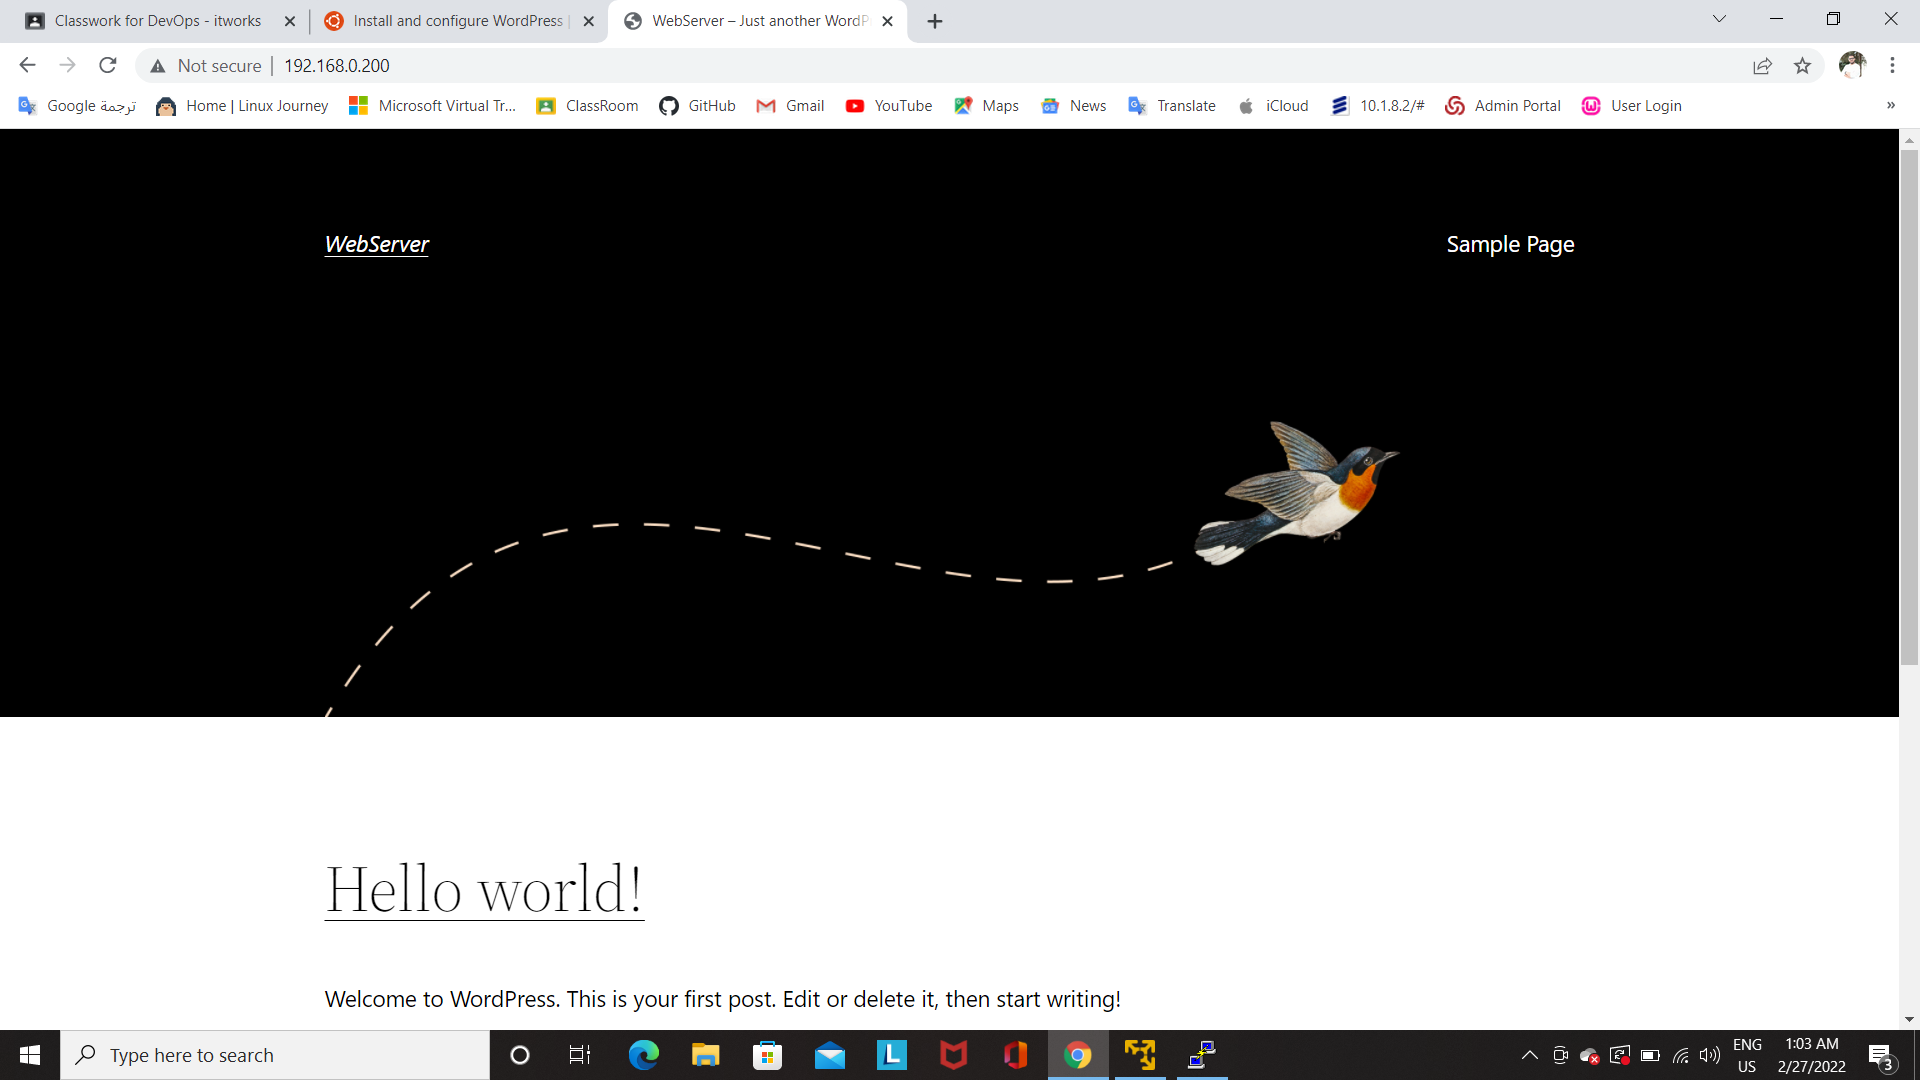 Classwork for DevOps - itworks
Install and configure WordPress |
WebServer – Just another WordP
Not secure | 192.168.0.200
Google ترجمة
Home | Linux Journey
Microsoft Virtual Tr...
ClassRoom
GitHub
Gmail
YouTube
Maps
News
Translate
iCloud
10.1.8.2/#
Admin Portal
User Login
»
WebServer
Sample Page
Hello world!
Welcome to WordPress. This is your first post. Edit or delete it, then start writing!
Type here to search
L
ENG
US
1:03 AM
2/27/2022
3